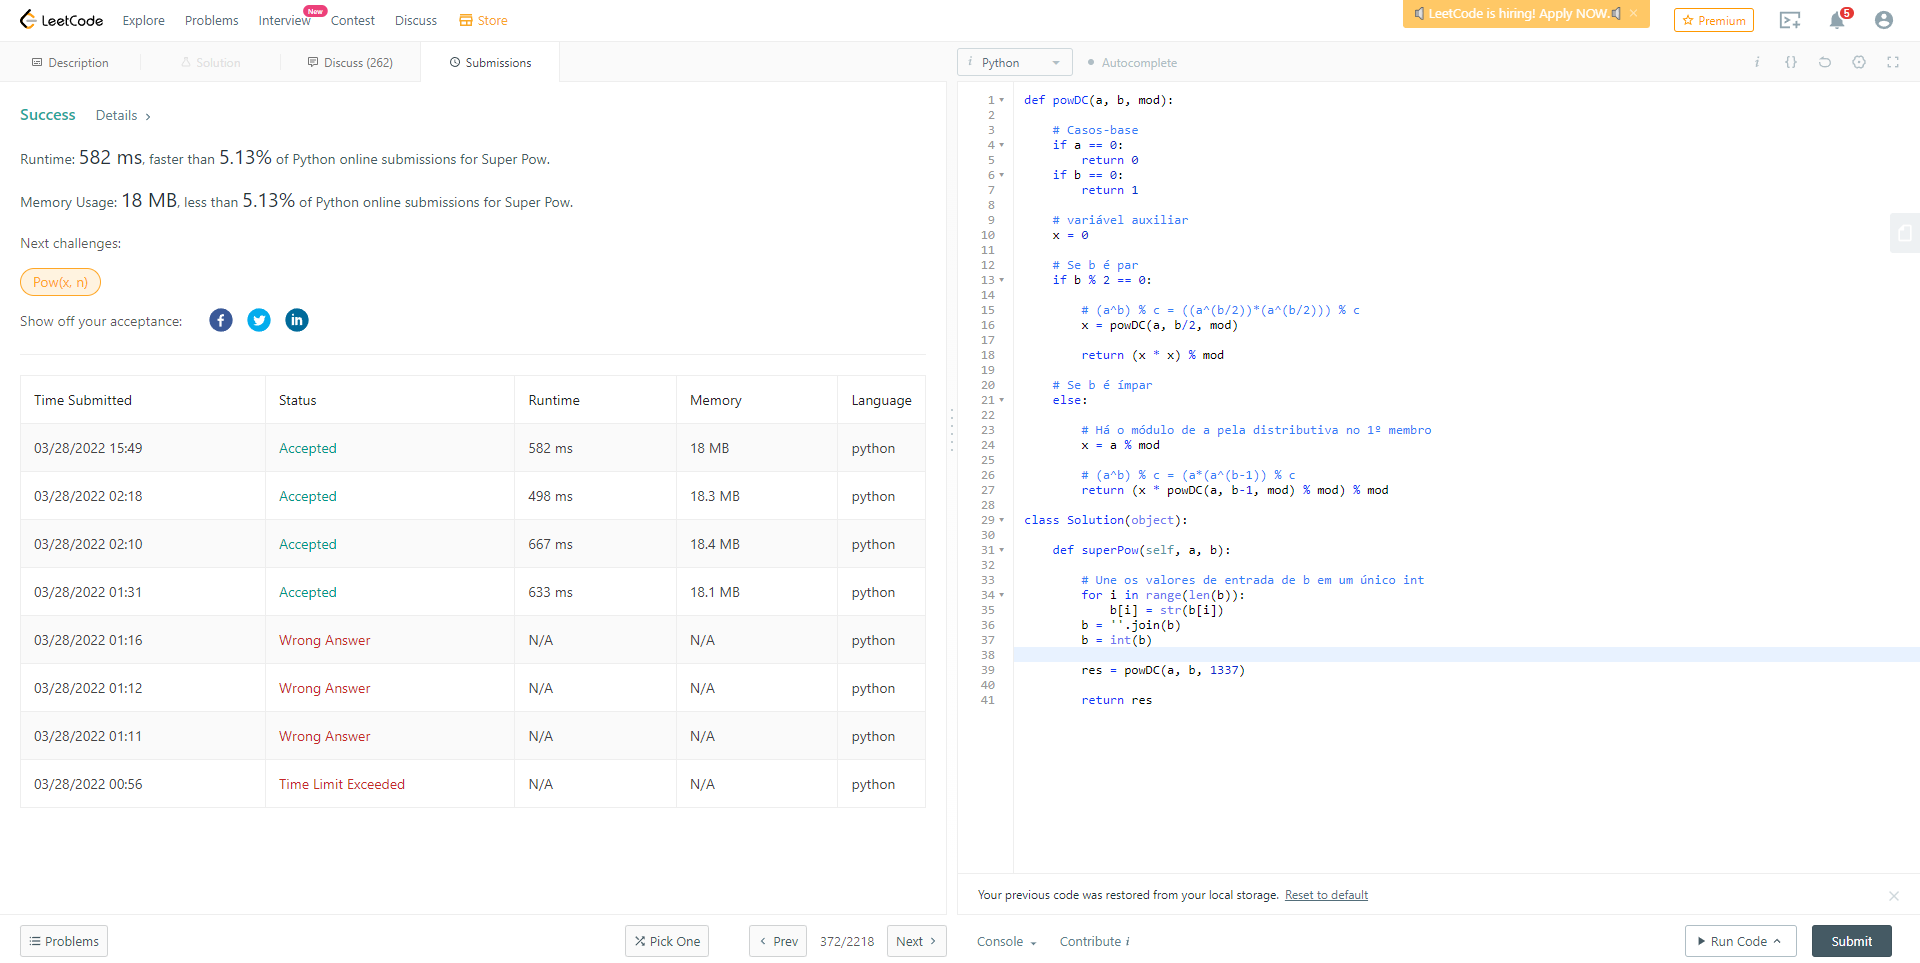 LeetCode
Explore
Problems
Interview
New
Contest
Discuss
Store
LeetCode is hiring! Apply NOW.
Premium
5
Description
Solution
Discuss (262)
Submissions
i Python
Autocomplete
Success
Details
Runtime: 582 ms, faster than 5.13% of Python online submissions for Super Pow.
Memory Usage: 18 MB, less than 5.13% of Python online submissions for Super Pow.
Next challenges:
Pow(x, n)
Show off your acceptance:
Time Submitted Status Runtime Memory Language
03/28/2022 15:49 Accepted 582 ms 18 MB python
03/28/2022 02:18 Accepted 498 ms 18.3 MB python
03/28/2022 02:10 Accepted 667 ms 18.4 MB python
03/28/2022 01:31 Accepted 633 ms 18.1 MB python
03/28/2022 01:16 Wrong Answer N/A N/A python
03/28/2022 01:12 Wrong Answer N/A N/A python
03/28/2022 01:11 Wrong Answer N/A N/A python
03/28/2022 00:56 Time Limit Exceeded N/A N/A python
1 def powDC(a, b, mod):
2
3 # Casos-base
4 if a == 0:
5 return 0
6 if b == 0:
7 return 1
8
9 # variável auxiliar
10 x = 0
11
12 # Se b é par
13 if b % 2 == 0:
14
15 # (a^b) % c = ((a^(b/2))*(a^(b/2))) % c
16 x = powDC(a, b/2, mod)
17
18 return (x * x) % mod
19
20 # Se b é ímpar
21 else:
22
23 # Há o módulo de a pela distributiva no 1º membro
24 x = a % mod
25
26 # (a^b) % c = (a*(a^(b-1)) % c
27 return (x * powDC(a, b-1, mod) % mod) % mod
28
29 class Solution(object):
30
31 def superPow(self, a, b):
32
33 # Une os valores de entrada de b em um único int
34 for i in range(len(b)):
35 b[i] = str(b[i])
36 b = ''.join(b)
37 b = int(b)
38
39 res = powDC(a, b, 1337)
40
41 return res
Your previous code was restored from your local storage. Reset to default
Problems
Pick One
Prev
372/2218
Next
Console
Contribute i
Run Code
Submit